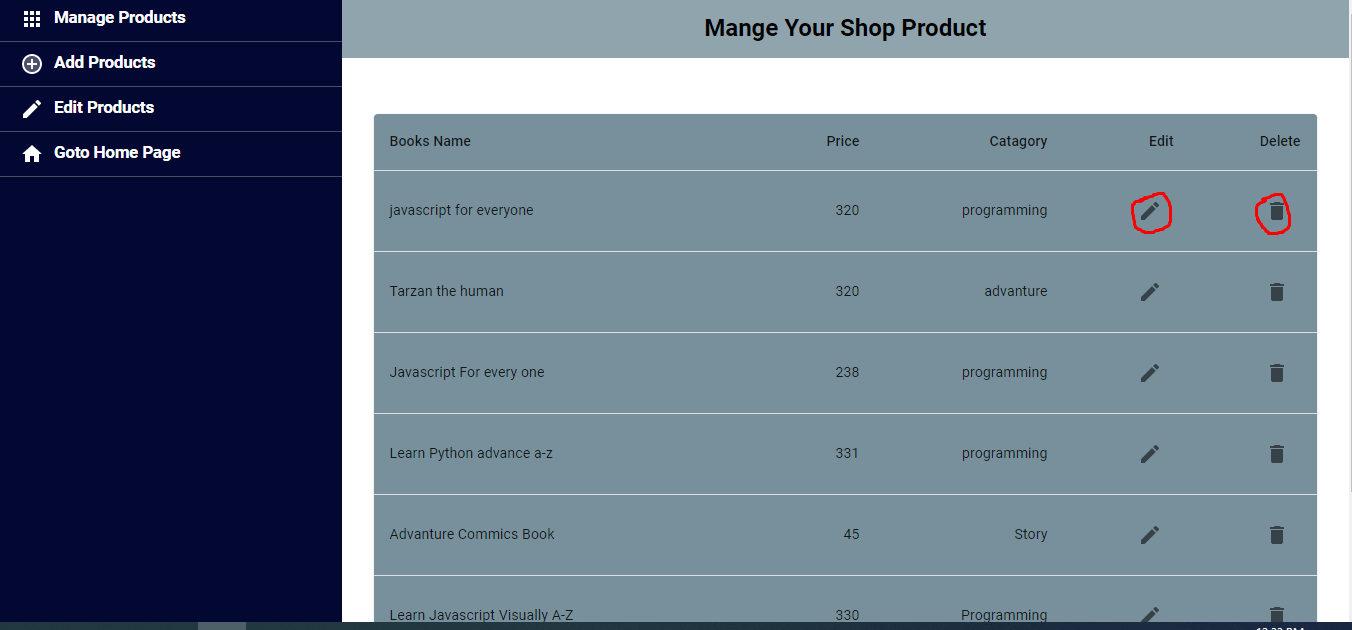 Manage Products
Add Products
Edit Products
Goto Home Page
Mange Your Shop Product
Books Name Price Catagory Edit Delete
javascript for everyone 320 programming
Tarzan the human 320 advanture
Javascript For every one 238 programming
Learn Python advance a-z 331 programming
Advanture Commics Book 45 Story
Learn Javascript Visually A-Z 330 Programming